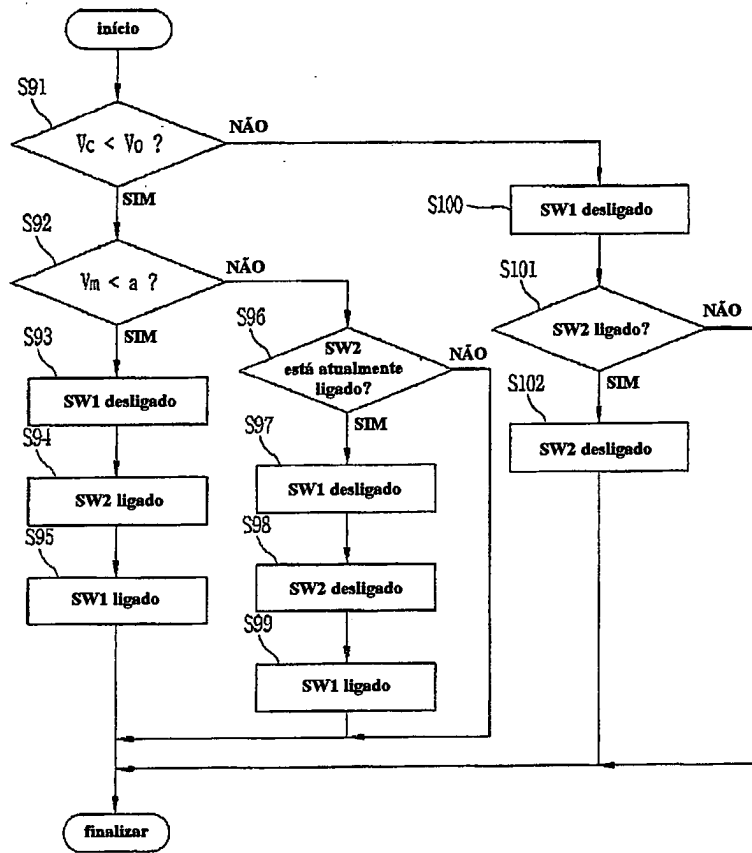 início
S91
Vc < Vo ?
NÃO
SIM
S92
Vm < a ?
NÃO
SIM
S93
SW1 desligado
S94
SW2 ligado
S95
SW1 ligado
S96
SW2
está atualmente
ligado?
NÃO
SIM
S97
SW1 desligado
S98
SW2 desligado
S99
SW1 ligado
S100
SW1 desligado
S101
SW2 ligado?
NÃO
SIM
S102
SW2 desligado
finalizar